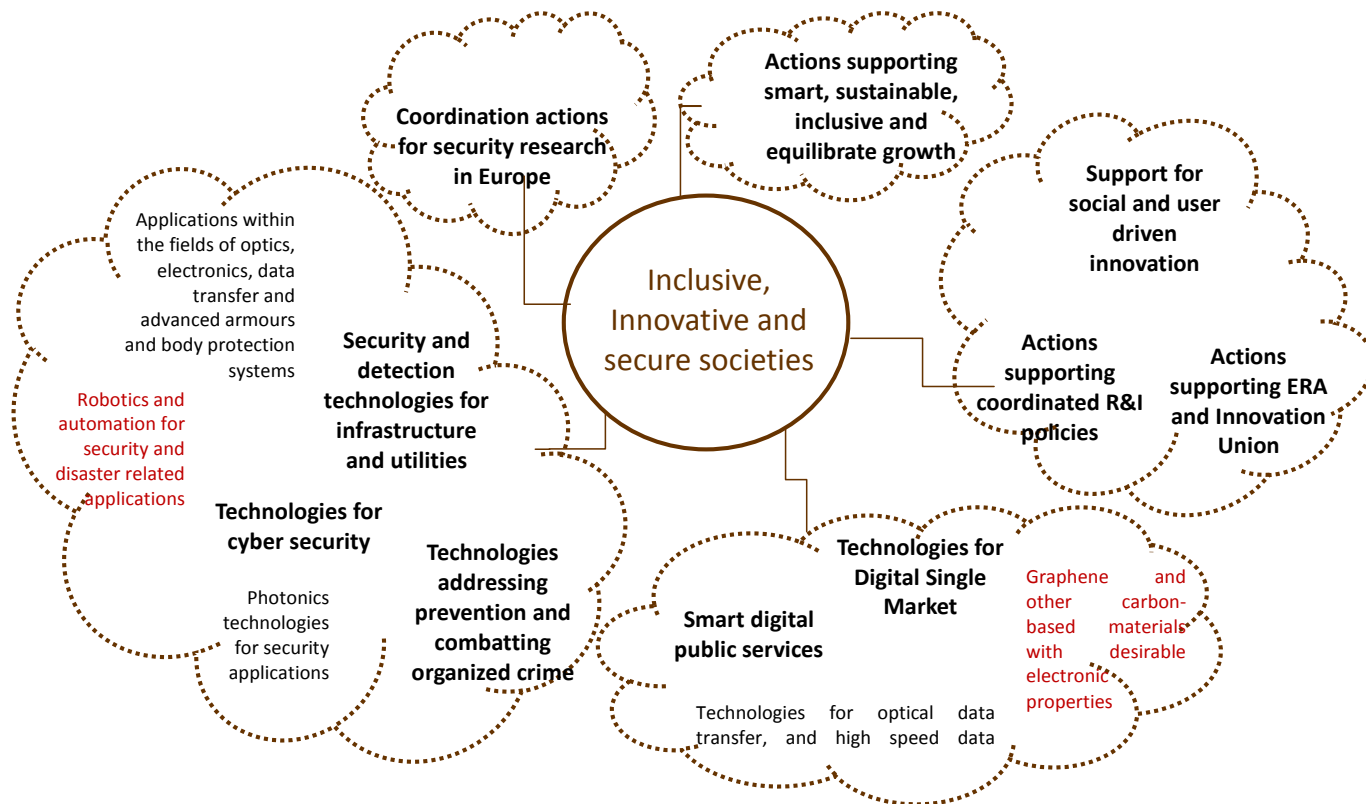 Coordination actions
for security research
in Europe
Actions supporting
smart, sustainable,
inclusive and
equilibrate growth
Support for
social and user
driven
innovation
Actions
supporting
coordinated R&I
policies
Actions
supporting ERA
and Innovation
Union
Inclusive,
Innovative and
secure societies
Applications within
the fields of optics,
electronics, data
transfer and
advanced armours
and body protection
systems
Security and
detection
technologies for
infrastructure
and utilities
Robotics and
automation for
security and
disaster related
applications
Technologies for
cyber security
Technologies
addressing
prevention and
combatting
organized crime
Photonics
technologies
for security
applications
Technologies for
Digital Single
Market
Smart digital
public services
Graphene and
other carbon-
based materials
with desirable
electronic
properties
Technologies for optical data
transfer, and high speed data